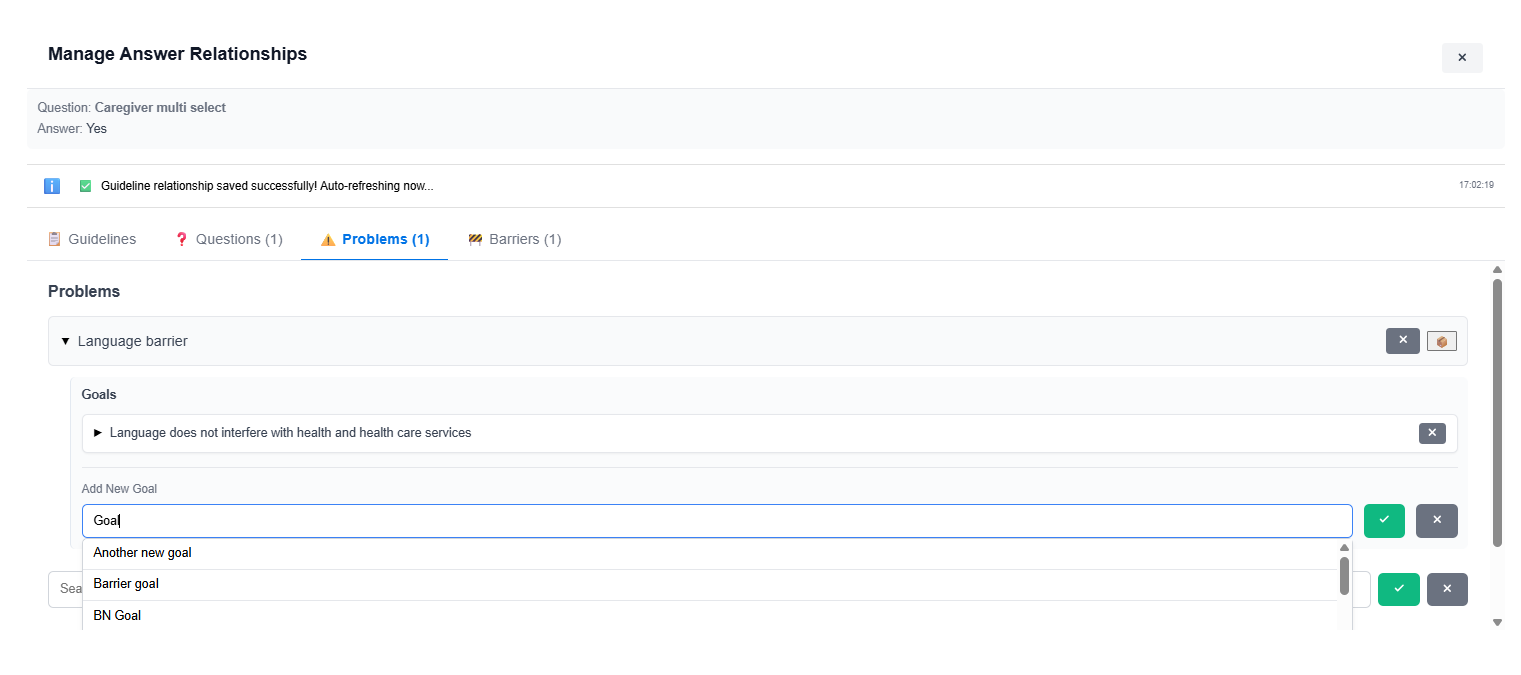 Manage Answer Relationships
×
Question: Caregiver multi select
Answer: Yes
Guideline relationship saved successfully! Auto-refreshing now...
17:02:19
Guidelines
Questions (1)
Problems (1)
Barriers (1)
Problems
Language barrier
Goals
Language does not interfere with health and health care services
Add New Goal
Goal
Another new goal
Barrier goal
Sea
BN Goal